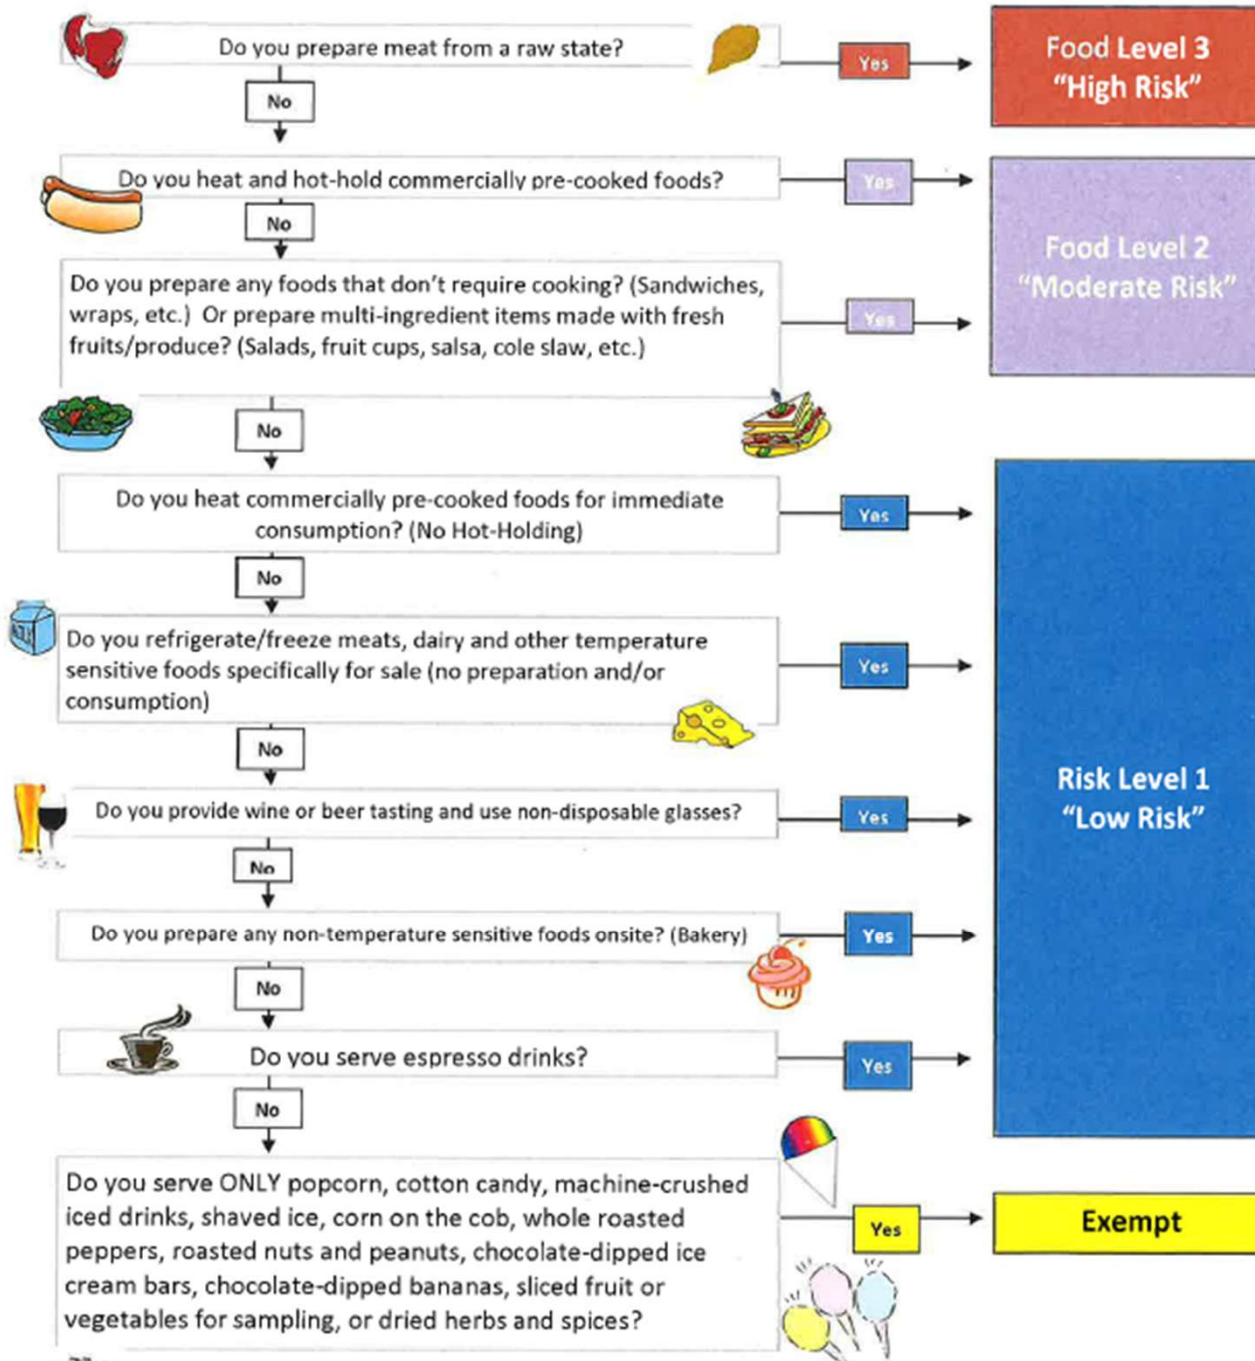 Do you prepare meat from a raw state?
Yes
Food Level 3
“High Risk”
No
Do you heat and hot-hold commercially pre-cooked foods?
Yes
No
Food Level 2
“Moderate Risk”
Do you prepare any foods that don’t require cooking? (Sandwiches,
wraps, etc.) Or prepare multi-ingredient items made with fresh
fruits/produce? (Salads, fruit cups, salsa, cole slaw, etc.)
Yes
No
Do you heat commercially pre-cooked foods for immediate
consumption? (No Hot-Holding)
Yes
No
Do you refrigerate/freeze meats, dairy and other temperature
sensitive foods specifically for sale (no preparation and/or
consumption)
Yes
No
Risk Level 1
“Low Risk”
Do you provide wine or beer tasting and use non-disposable glasses?
Yes
No
Do you prepare any non-temperature sensitive foods onsite? (Bakery)
Yes
No
Do you serve espresso drinks?
Yes
No
Do you serve ONLY popcorn, cotton candy, machine-crushed
iced drinks, shaved ice, corn on the cob, whole roasted
peppers, roasted nuts and peanuts, chocolate-dipped ice
cream bars, chocolate-dipped bananas, sliced fruit or
vegetables for sampling, or dried herbs and spices?
Yes
Exempt